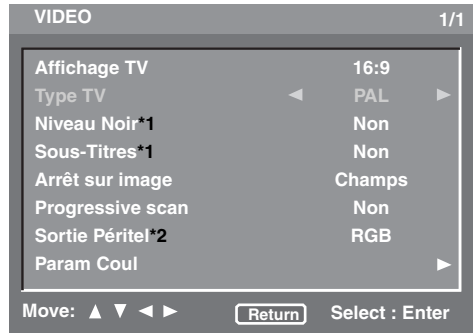 VIDEO 1/1
Affichage TV 16:9
Type TV ◄ PAL ►
Niveau Noir*1 Non
Sous-Titres*1 Non
Arrêt sur image Champs
Progressive scan Non
Sortie Péritel*2 RGB
Param Coul ►
Move: ▲ ▼ ◄ ► Return Select : Enter